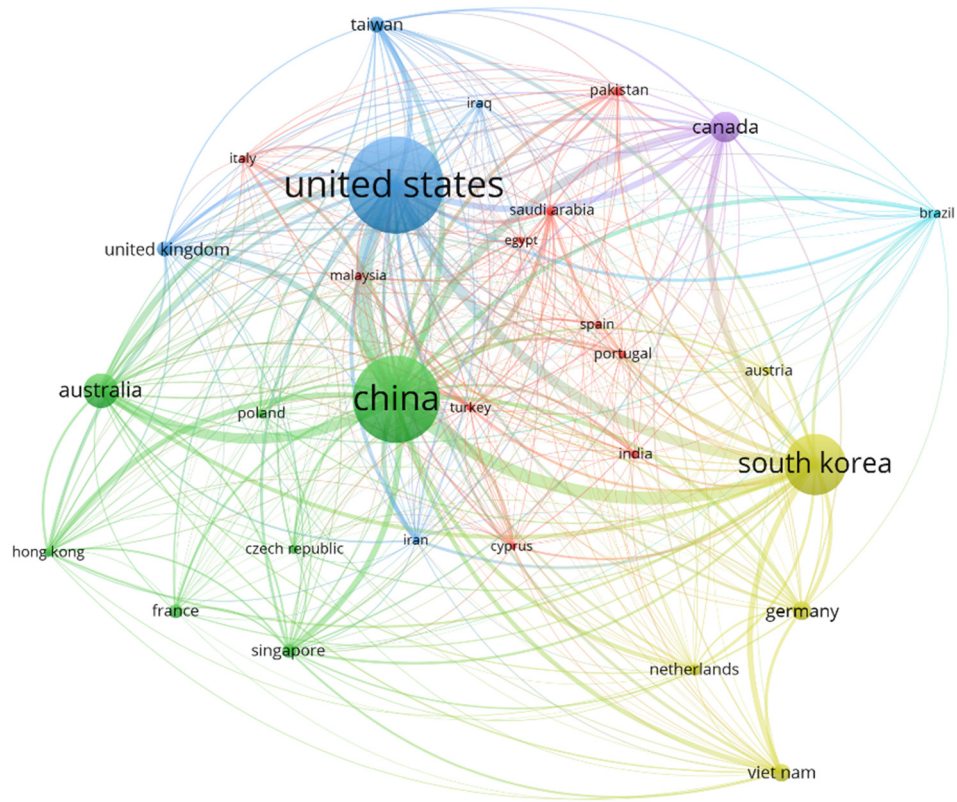 taiwan
pakistan
iraq
canada
italy
united states
saudi arabia
brazil
egypt
united kingdom
malaysia
spain
portugal
austria
australia
china
turkey
poland
india
south korea
iran
cyprus
hong kong
czech republic
france
germany
singapore
netherlands
viet nam